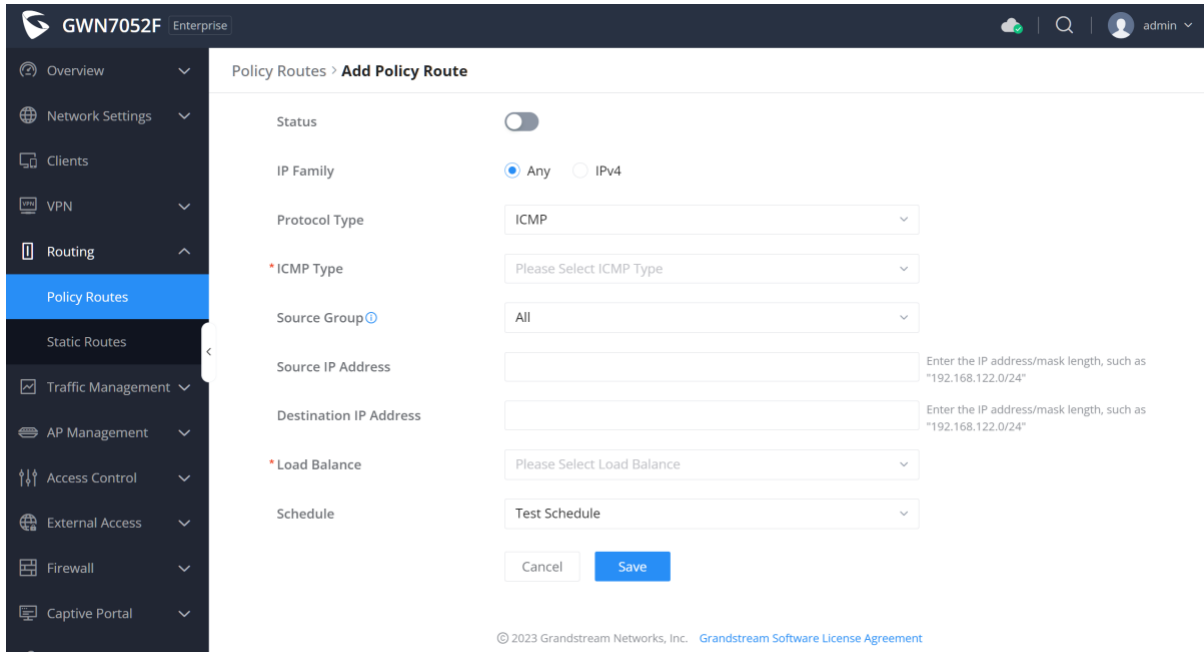 GWN7052F Enterprise
admin
Overview
Network Settings
Clients
VPN VPN
Routing
Policy Routes
Static Routes
Traffic Management
AP Management
Access Control
External Access
Firewall
Captive Portal
Policy Routes > Add Policy Route
Status
IP Family Any IPv4
Protocol Type ICMP
* ICMP Type Please Select ICMP Type
Source Group All
Source IP Address
Enter the IP address/mask length, such as
"192.168.122.0/24"
Destination IP Address
Enter the IP address/mask length, such as
"192.168.122.0/24"
* Load Balance Please Select Load Balance
Schedule Test Schedule
Cancel Save
© 2023 Grandstream Networks, Inc. Grandstream Software License Agreement